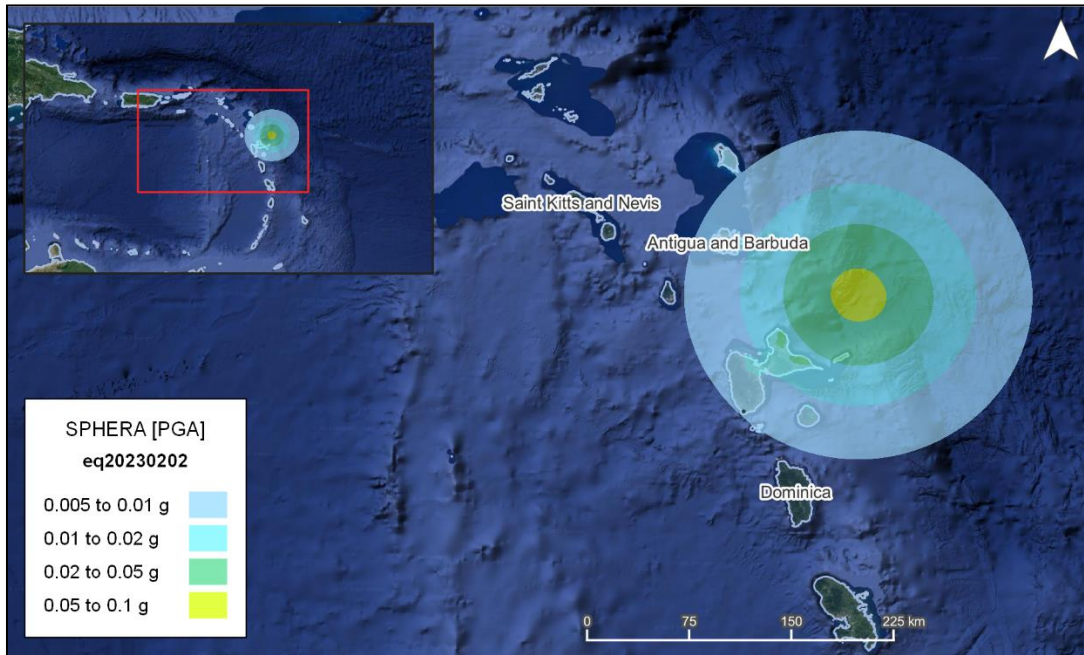 Saint Kitts and Nevis
Antigua and Barbuda
Dominica
SPHERA [PGA]
eq20230202
0.005 to 0.01 g
0.01 to 0.02 g
0.02 to 0.05 g
0.05 to 0.1 g
0 75 150 225 km